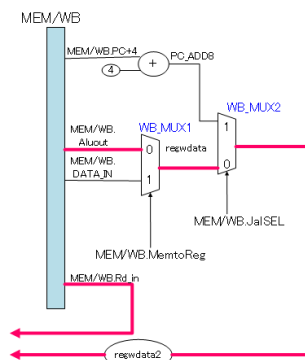 MEM/WB
MEM/WB.PC+4
4
+
PC_ADD8
WB_MUX2
WB_MUX1
1
MEM/WB.
Aluout
0
regwdata
MEM/WB.
DATA_IN
1
0
MEM/WB.JalSEL
MEM/WB.MemtoReg
MEM/WB.Rd_in
regwdata2